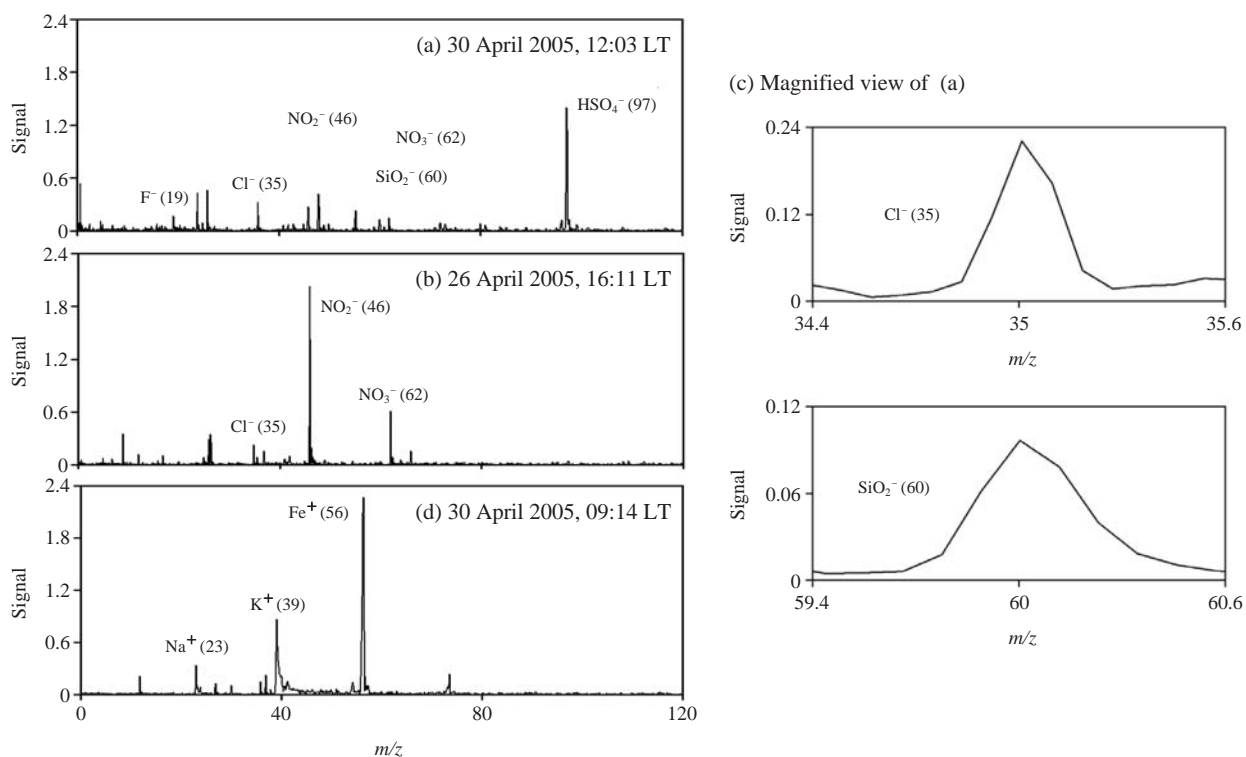 2.4
(a) 30 April 2005, 12:03 LT
1.8
Signal
HSO₄⁻ (97)
1.2
NO₂⁻ (46)
NO₃⁻ (62)
0.6
F⁻ (19)
Cl⁻ (35)
SiO₂⁻ (60)
0
2.4
(b) 26 April 2005, 16:11 LT
1.8
NO₂⁻ (46)
Signal
1.2
0.6
Cl⁻ (35)
NO₃⁻ (62)
0
2.4
Fe⁺ (56)
(d) 30 April 2005, 09:14 LT
1.8
Signal
1.2
K⁺ (39)
0.6
Na⁺ (23)
0
0 40 80 120
m/z
(c) Magnified view of (a)
0.24
Signal
0.12
Cl⁻ (35)
0
34.4 35 35.6
m/z
0.12
Signal
0.06
SiO₂⁻ (60)
0
59.4 60 60.6
m/z